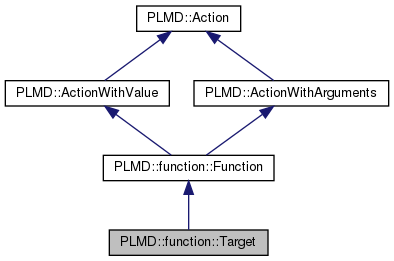 PLMD::Action
PLMD::ActionWithValue
PLMD::ActionWithArguments
PLMD::function::Function
PLMD::function::Target